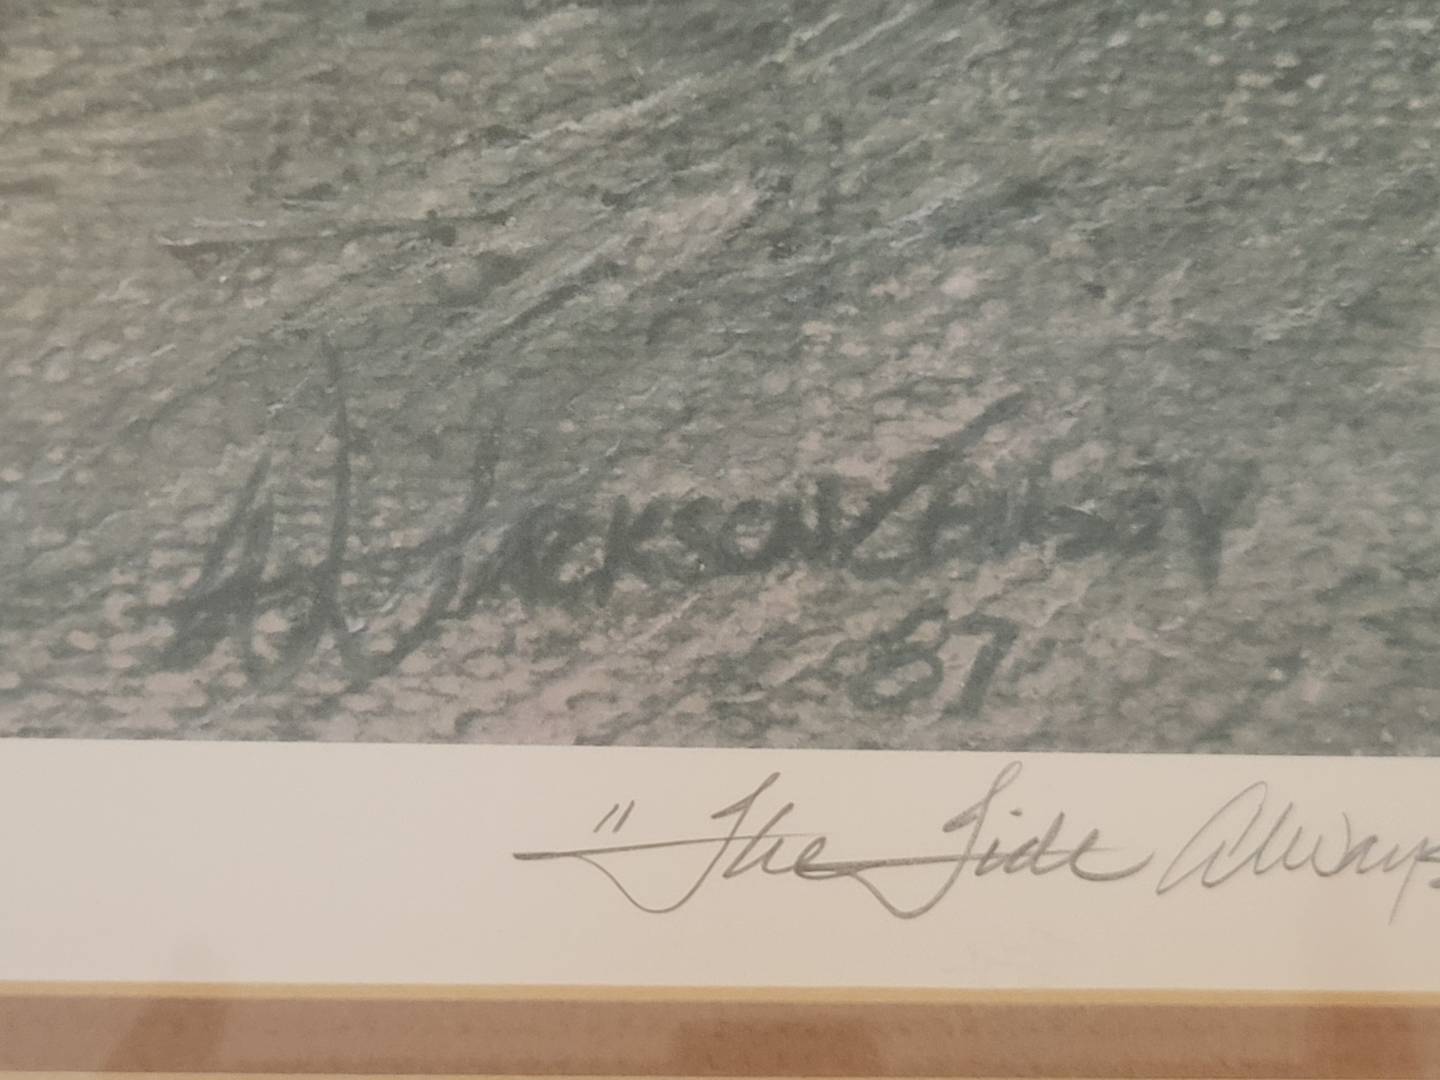 Jackson
87
"The Tide Always